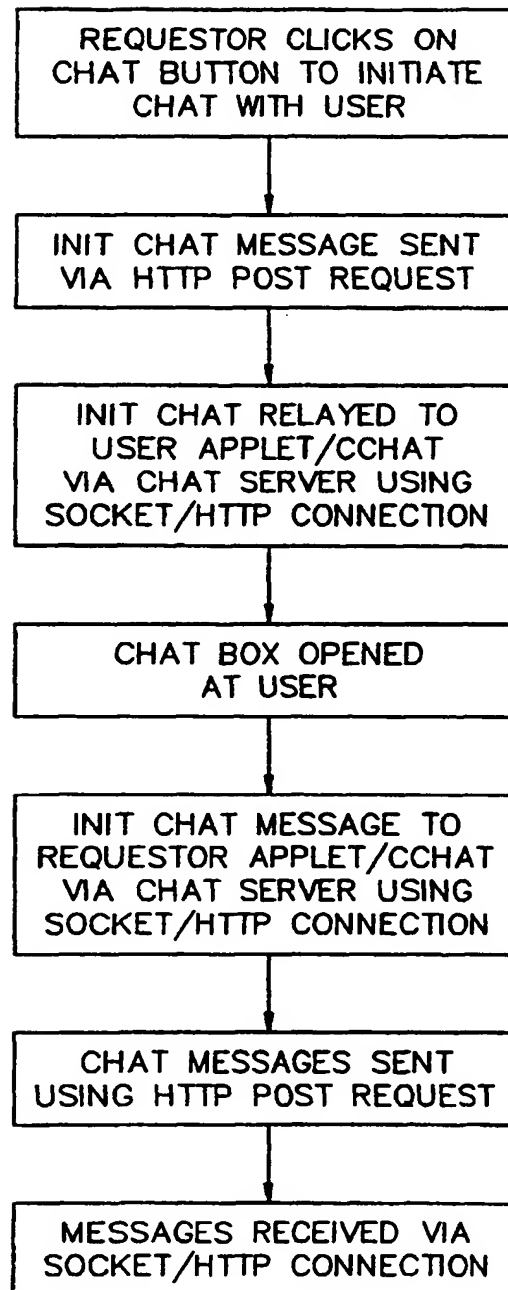 REQUESTOR CLICKS ON
CHAT BUTTON TO INITIATE
CHAT WITH USER
INIT CHAT MESSAGE SENT
VIA HTTP POST REQUEST
INIT CHAT RELAYED TO
USER APPLET/CCHAT
VIA CHAT SERVER USING
SOCKET/HTTP CONNECTION
CHAT BOX OPENED
AT USER
INIT CHAT MESSAGE TO
REQUESTOR APPLET/CCHAT
VIA CHAT SERVER USING
SOCKET/HTTP CONNECTION
CHAT MESSAGES SENT
USING HTTP POST REQUEST
MESSAGES RECEIVED VIA
SOCKET/HTTP CONNECTION